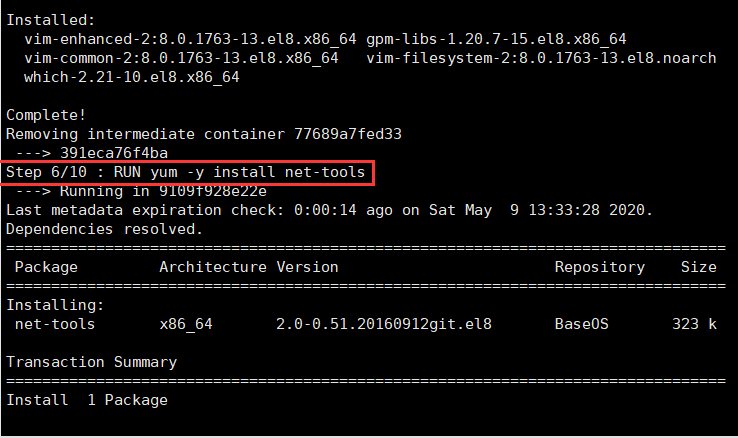 Installed:
  vim-enhanced-2:8.0.1763-13.el8.x86_64 gpm-libs-1.20.7-15.el8.x86_64
  vim-common-2:8.0.1763-13.el8.x86_64   vim-filesystem-2:8.0.1763-13.el8.noarch
  which-2.21-10.el8.x86_64
Complete!
Removing intermediate container 77689a7fed33
 ---> 391eca76f4ba
Step 6/10 : RUN yum -y install net-tools
 ---> Running in 9109f928e22e
Last metadata expiration check: 0:00:14 ago on Sat May  9 13:33:28 2020.
Dependencies resolved.
================================================================================
 Package         Architecture Version                        Repository    Size
================================================================================
Installing:
 net-tools       x86_64       2.0-0.51.20160912git.el8       BaseOS       323 k
Transaction Summary
================================================================================
Install  1 Package